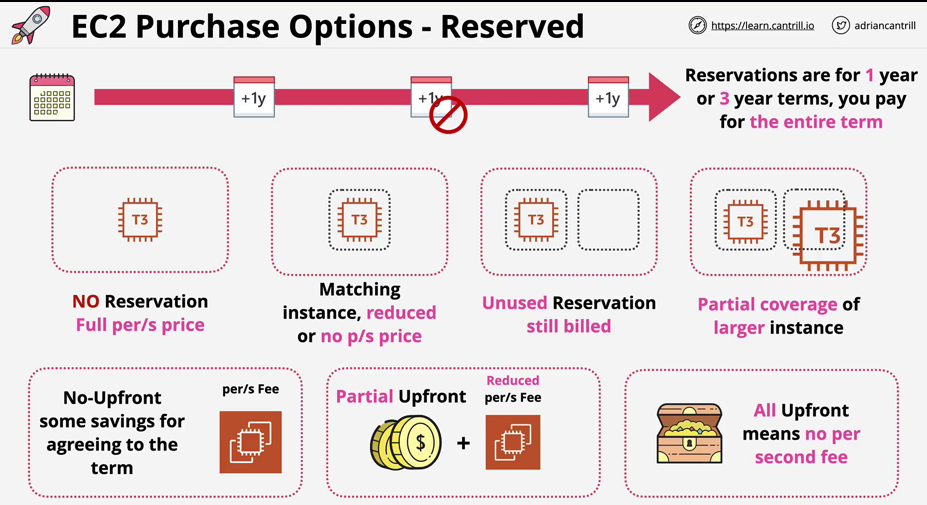 EC2 Purchase Options - Reserved
https://learn.cantrill.io
adriancantrill
+1y
+1y
+1y
Reservations are for 1 year
or 3 year terms, you pay
for the entire term
T3
NO Reservation
Full per/s price
T3
Matching
instance, reduced
or no p/s price
T3
Unused Reservation
still billed
T3
T3
Partial coverage of
larger instance
No-Upfront
some savings for
agreeing to the
term
per/s Fee
Partial Upfront
$
+
Reduced
per/s Fee
All Upfront
means no per
second fee